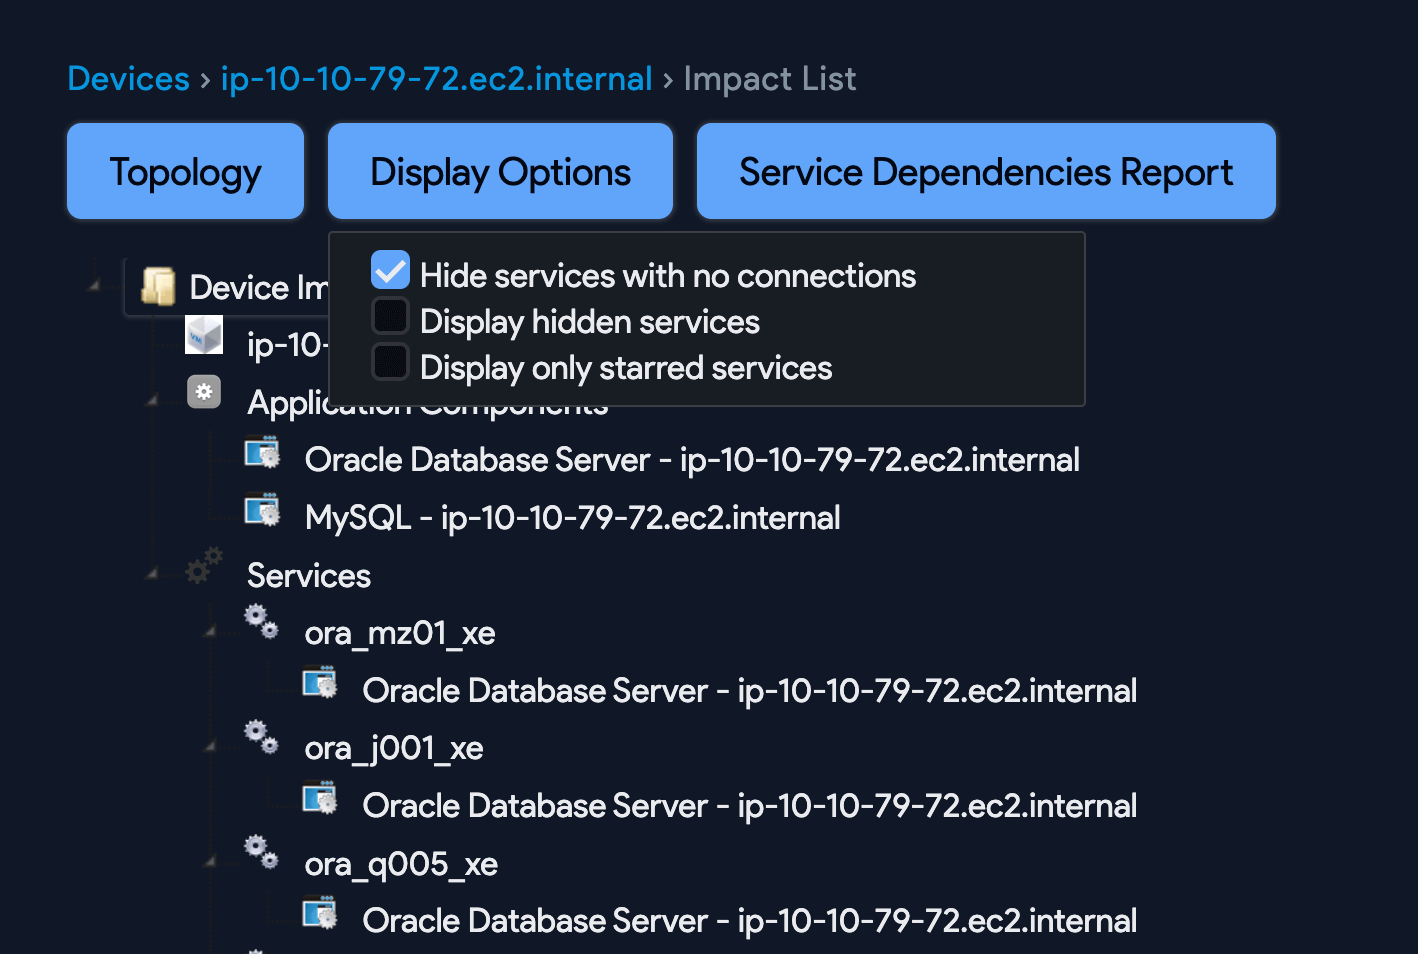 Devices › ip-10-10-79-72.ec2.internal › Impact List
Topology Display Options Service Dependencies Report
Hide services with no connections
Device Im
Display hidden services
ip-10-
Display only starred services
Application Components
Oracle Database Server - ip-10-10-79-72.ec2.internal
MySQL - ip-10-10-79-72.ec2.internal
Services
ora_mz01_xe
Oracle Database Server - ip-10-10-79-72.ec2.internal
ora_j001_xe
Oracle Database Server - ip-10-10-79-72.ec2.internal
ora_q005_xe
Oracle Database Server - ip-10-10-79-72.ec2.internal